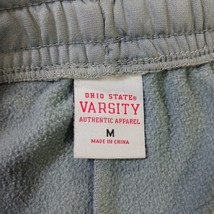 OHIO STATE®
VARSITY
AUTHENTIC APPAREL
M
MADE IN CHINA